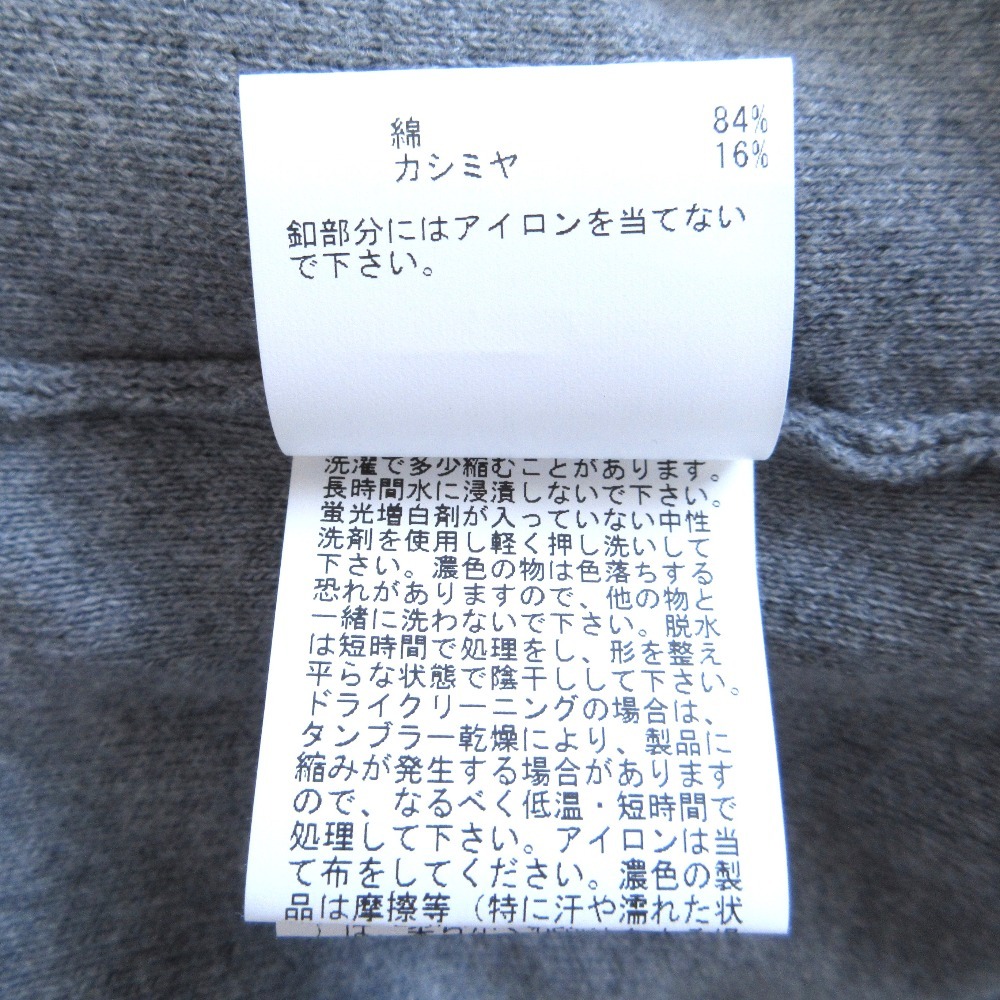 綿 84%
カシミヤ 16%
釦部分にはアイロンを当てない
で下さい。
洗濯で多少縮むことがあります。
長時間水に浸漬しないで下さい。
蛍光増白剤が入っていない中性
洗剤を使用し軽く押し洗いして
下さい。濃色の物は色落ちする
恐れがありますので、他の物と
一緒に洗わないで下さい。脱水
は短時間で処理をし、形を整え
平らな状態で陰干しして下さい。
ドライクリーニングの場合は、
タンブラー乾燥により、製品に
縮みが発生する場合があります
ので、なるべく低温・短時間で
処理して下さい。アイロンは当
て布をしてください。濃色の製
品は摩擦等(特に汗や濡れた状